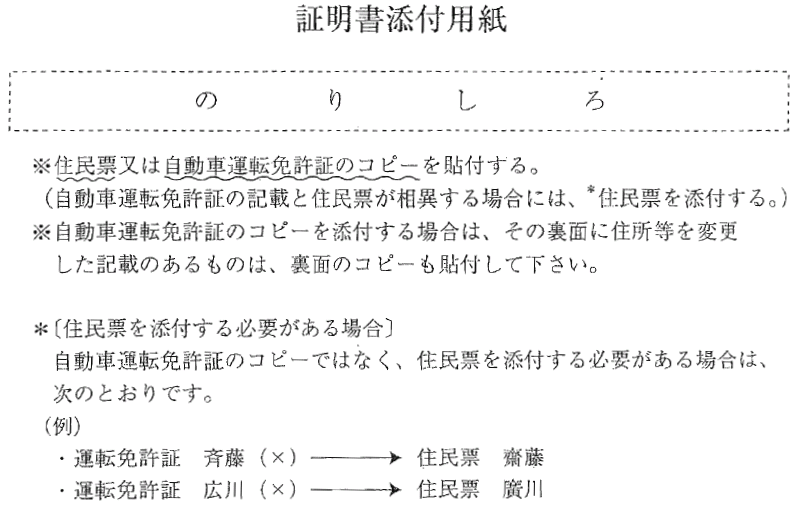 証明書添付用紙
のりしろ
※住民票又は自動車運転免許証のコピーを貼付する。
(自動車運転免許証の記載と住民票が相異する場合には、*住民票を添付する。)
※自動車運転免許証のコピーを添付する場合は、その裏面に住所等を変更
した記載のあるものは、裏面のコピーも貼付して下さい。
*〔住民票を添付する必要がある場合〕
自動車運転免許証のコピーではなく、住民票を添付する必要がある場合は、
次のとおりです。
(例)
・運転免許証 斉藤(×)――→ 住民票 齋藤
・運転免許証 広川(×)――→ 住民票 廣川